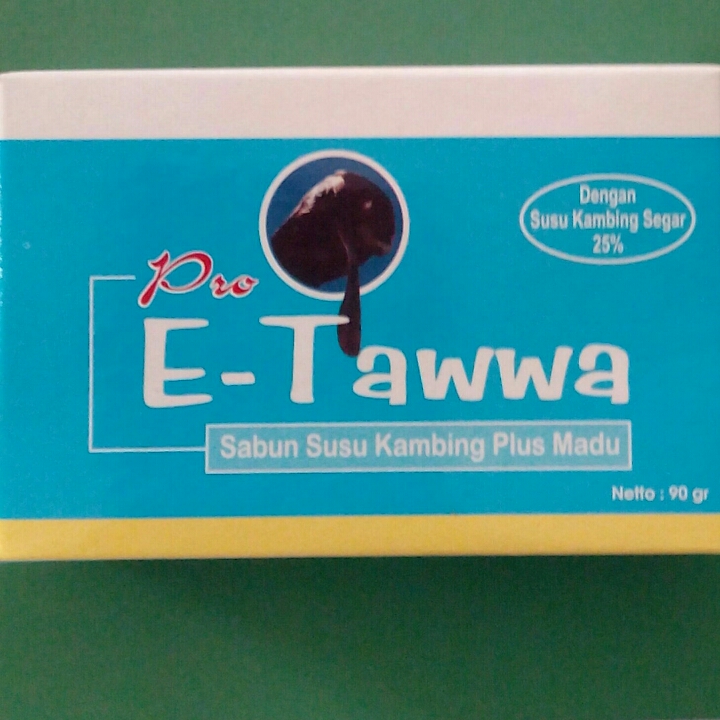 Dengan
Susu Kambing Segar
25%
Pro
E-Tawwa
Sabun Susu Kambing Plus Madu
Netto : 90 gr